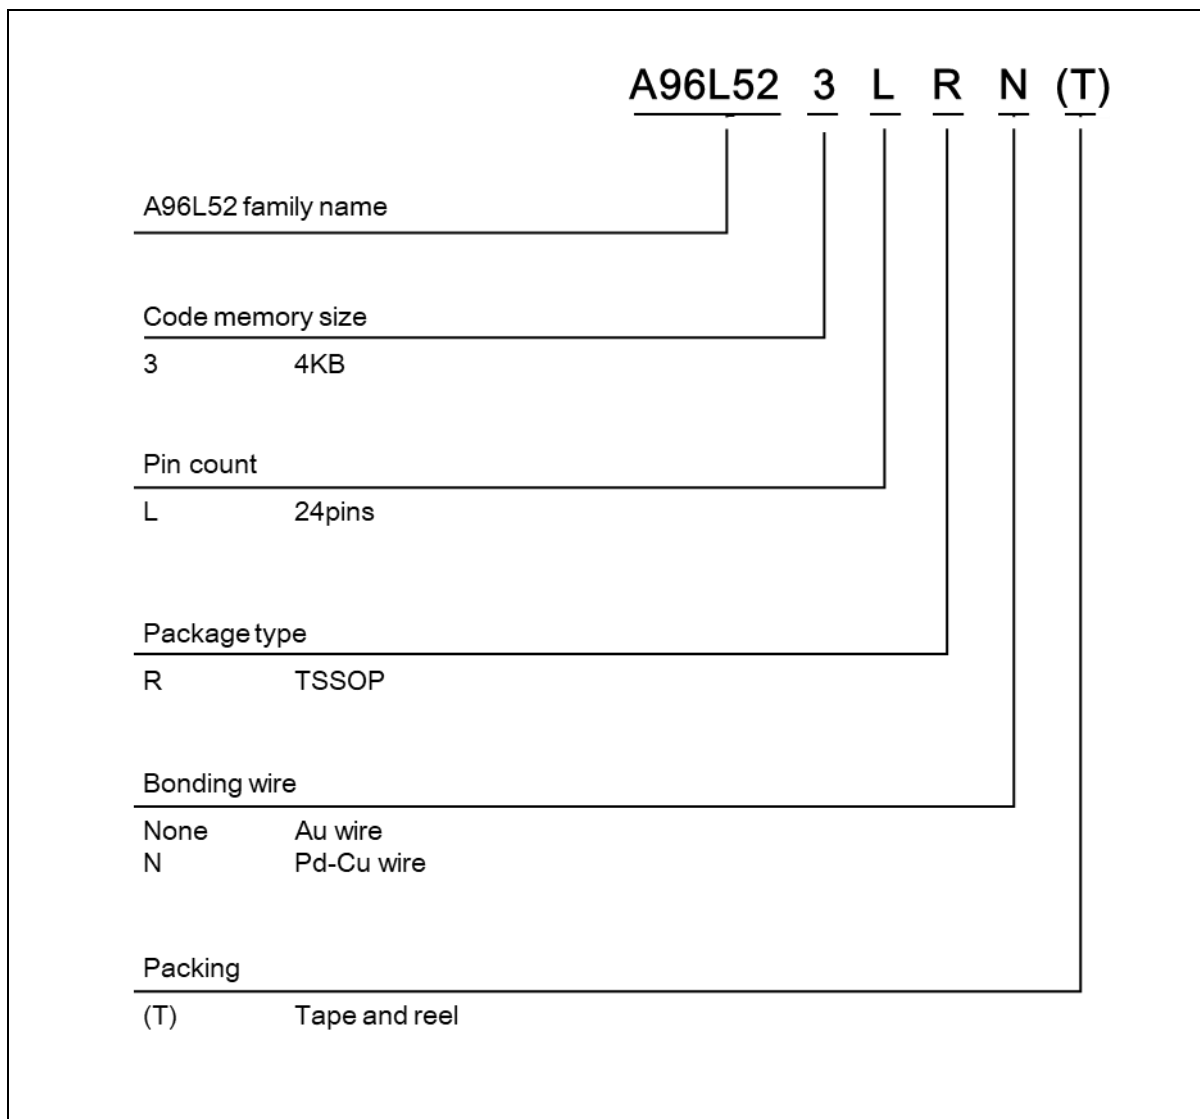 A96L52 3 L R N (T)
A96L52 family name
Code memory size
3 4KB
Pin count
L 24pins
Package type
R TSSOP
Bonding wire
None Au wire
N Pd-Cu wire
Packing
(T) Tape and reel